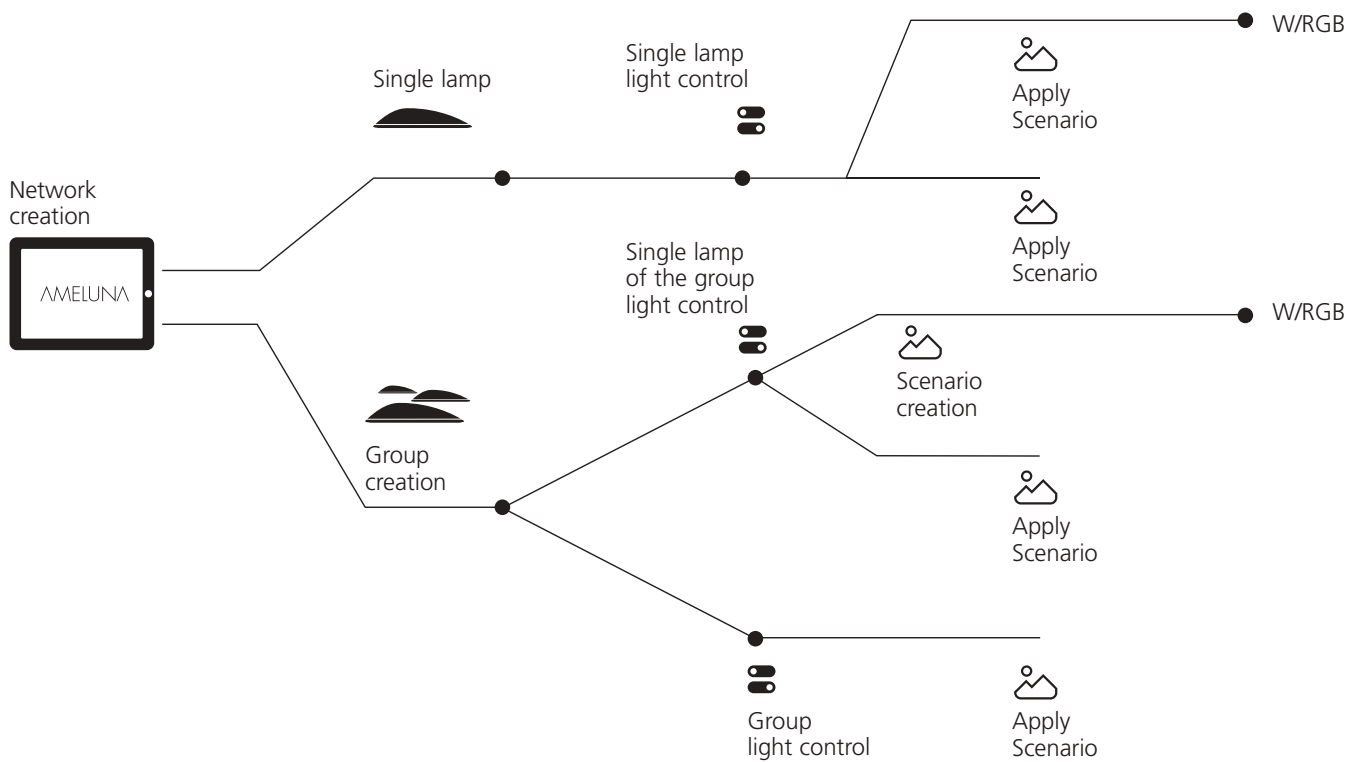 W/RGB
Single lamp
light control
Single lamp
Apply
Scenario
Network
creation
AMELUNA
Apply
Scenario
Single lamp
of the group
light control
W/RGB
Scenario
creation
Group
creation
Apply
Scenario
Group
light control
Apply
Scenario